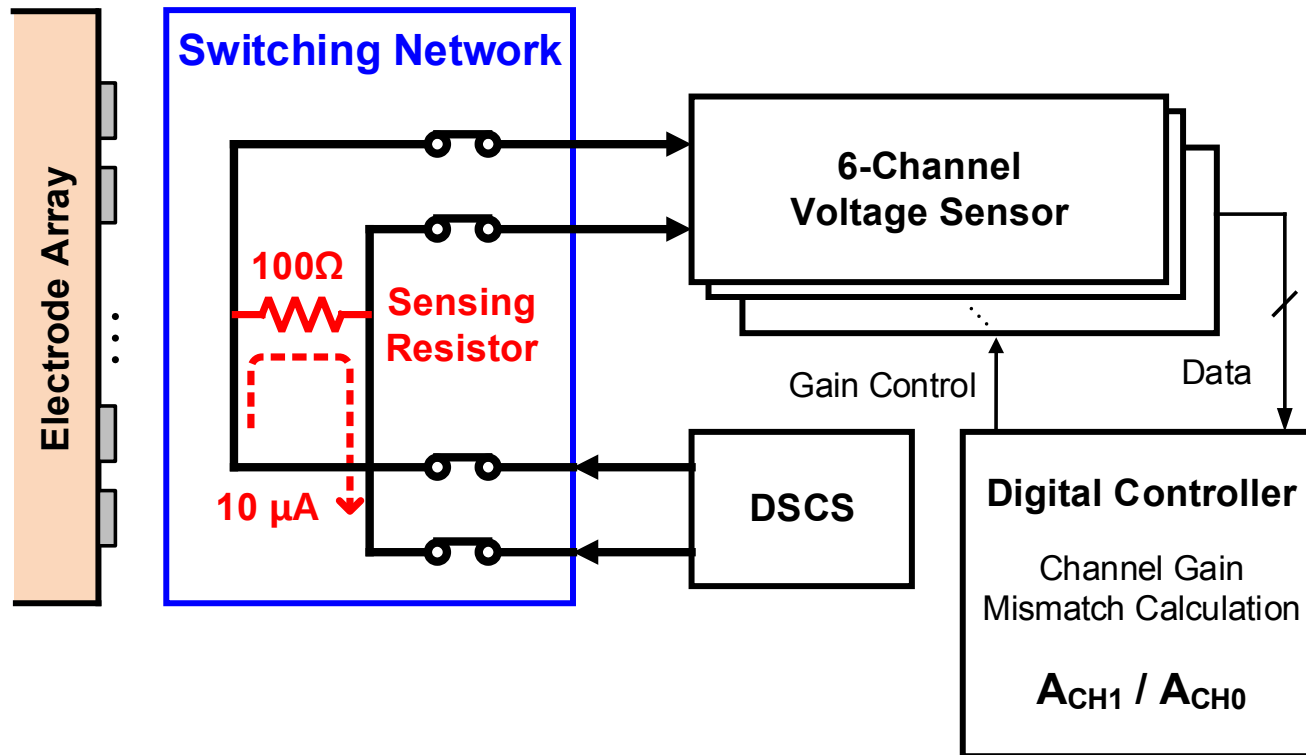 Electrode Array
Switching Network
100Ω
Sensing
Resistor
10 µA
6-Channel
Voltage Sensor
Gain Control
Data
DSCS
Digital Controller
Channel Gain
Mismatch Calculation
ACH1 / ACH0